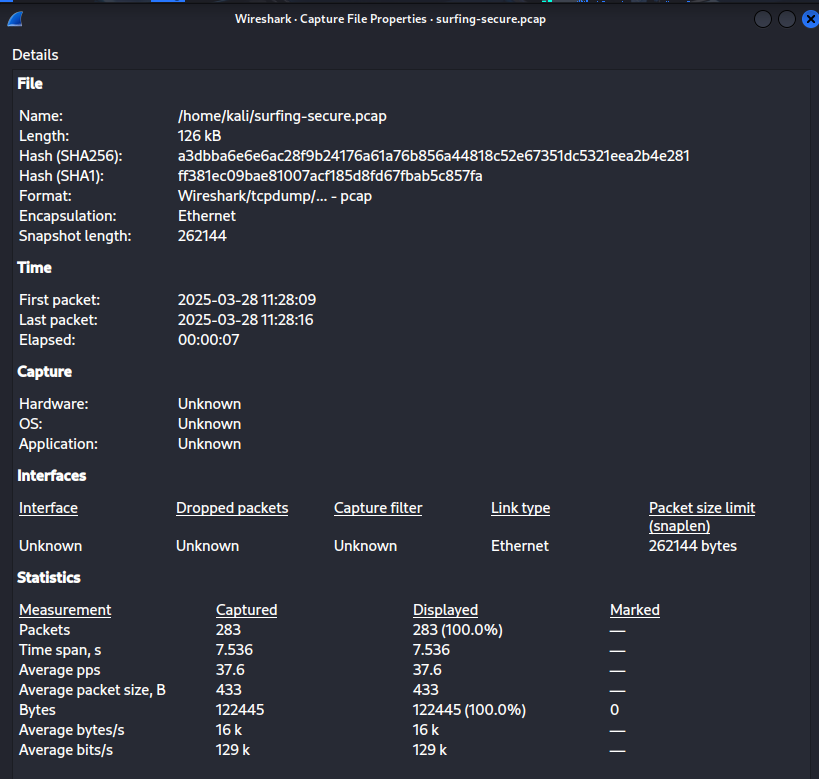 Wireshark · Capture File Properties · surfing-secure.pcap
Details
File
Name: /home/kali/surfing-secure.pcap
Length: 126 kB
Hash (SHA256): a3dbba6e6e6ac28f9b24176a61a76b856a44818c52e67351dc5321eea2b4e281
Hash (SHA1): ff381ec09bae81007acf185d8fd67fbab5c857fa
Format: Wireshark/tcpdump/... - pcap
Encapsulation: Ethernet
Snapshot length: 262144
Time
First packet: 2025-03-28 11:28:09
Last packet: 2025-03-28 11:28:16
Elapsed: 00:00:07
Capture
Hardware: Unknown
OS: Unknown
Application: Unknown
Interfaces
Interface Dropped packets Capture filter Link type Packet size limit
(snaplen)
Unknown Unknown Unknown Ethernet 262144 bytes
Statistics
Measurement Captured Displayed Marked
Packets 283 283 (100.0%) —
Time span, s 7.536 7.536 —
Average pps 37.6 37.6 —
Average packet size, B 433 433 —
Bytes 122445 122445 (100.0%) 0
Average bytes/s 16 k 16 k —
Average bits/s 129 k 129 k —